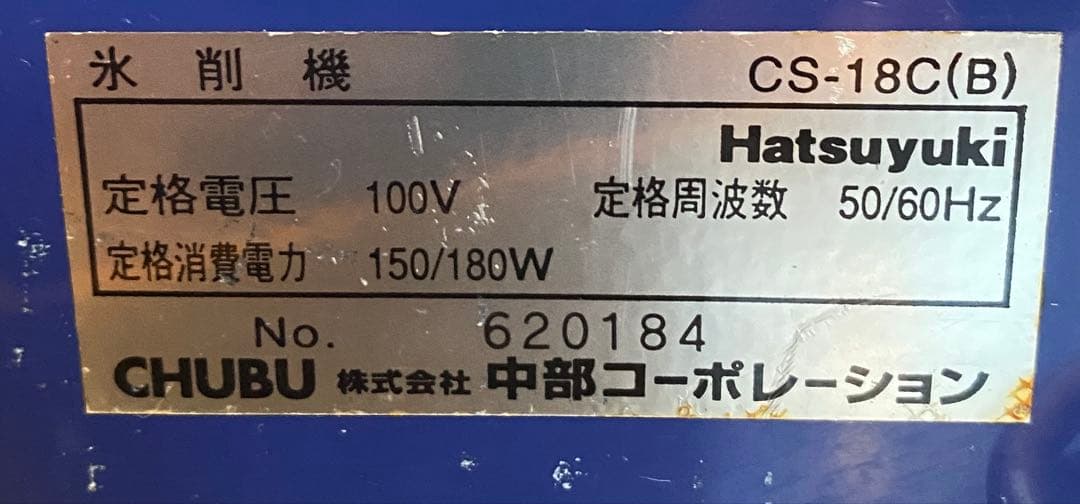 氷削機 CS-18C(B)
Hatsuyuki
定格電圧 100V 定格周波数 50/60Hz
定格消費電力 150/180W
No. 620184
CHUBU 株式会社 中部コーポレーション